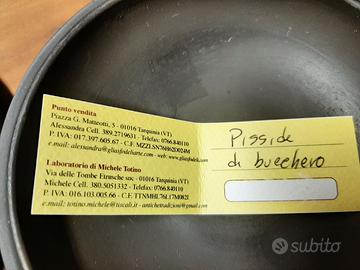 Punto vendita
Piazza G. Matteotti, 5 - 01016 Tarquinia (VT)
Alessandra Cell. 389.2719631 - Telefax: 0766.840110
P. IVA: 017.397.605.67 - C.F. MZZLSN76H62D024M
e.mail: alessandra@gliasfodelarte.com - web: www.gliasfodeli.com
Laboratorio di Michele Totino
Via delle Tombe Etrusche snc - 01016 Tarquinia (VT)
Michele Cell. 380.5051332 - Telefax: 0766.840110
P. IVA: 016.103.005.66 - C.F. TTNMHL76L17M082I
e.mail: totino.michele@tiscali.it - antichetradizioni@gmail.com
Pisside
di bucchero
subito